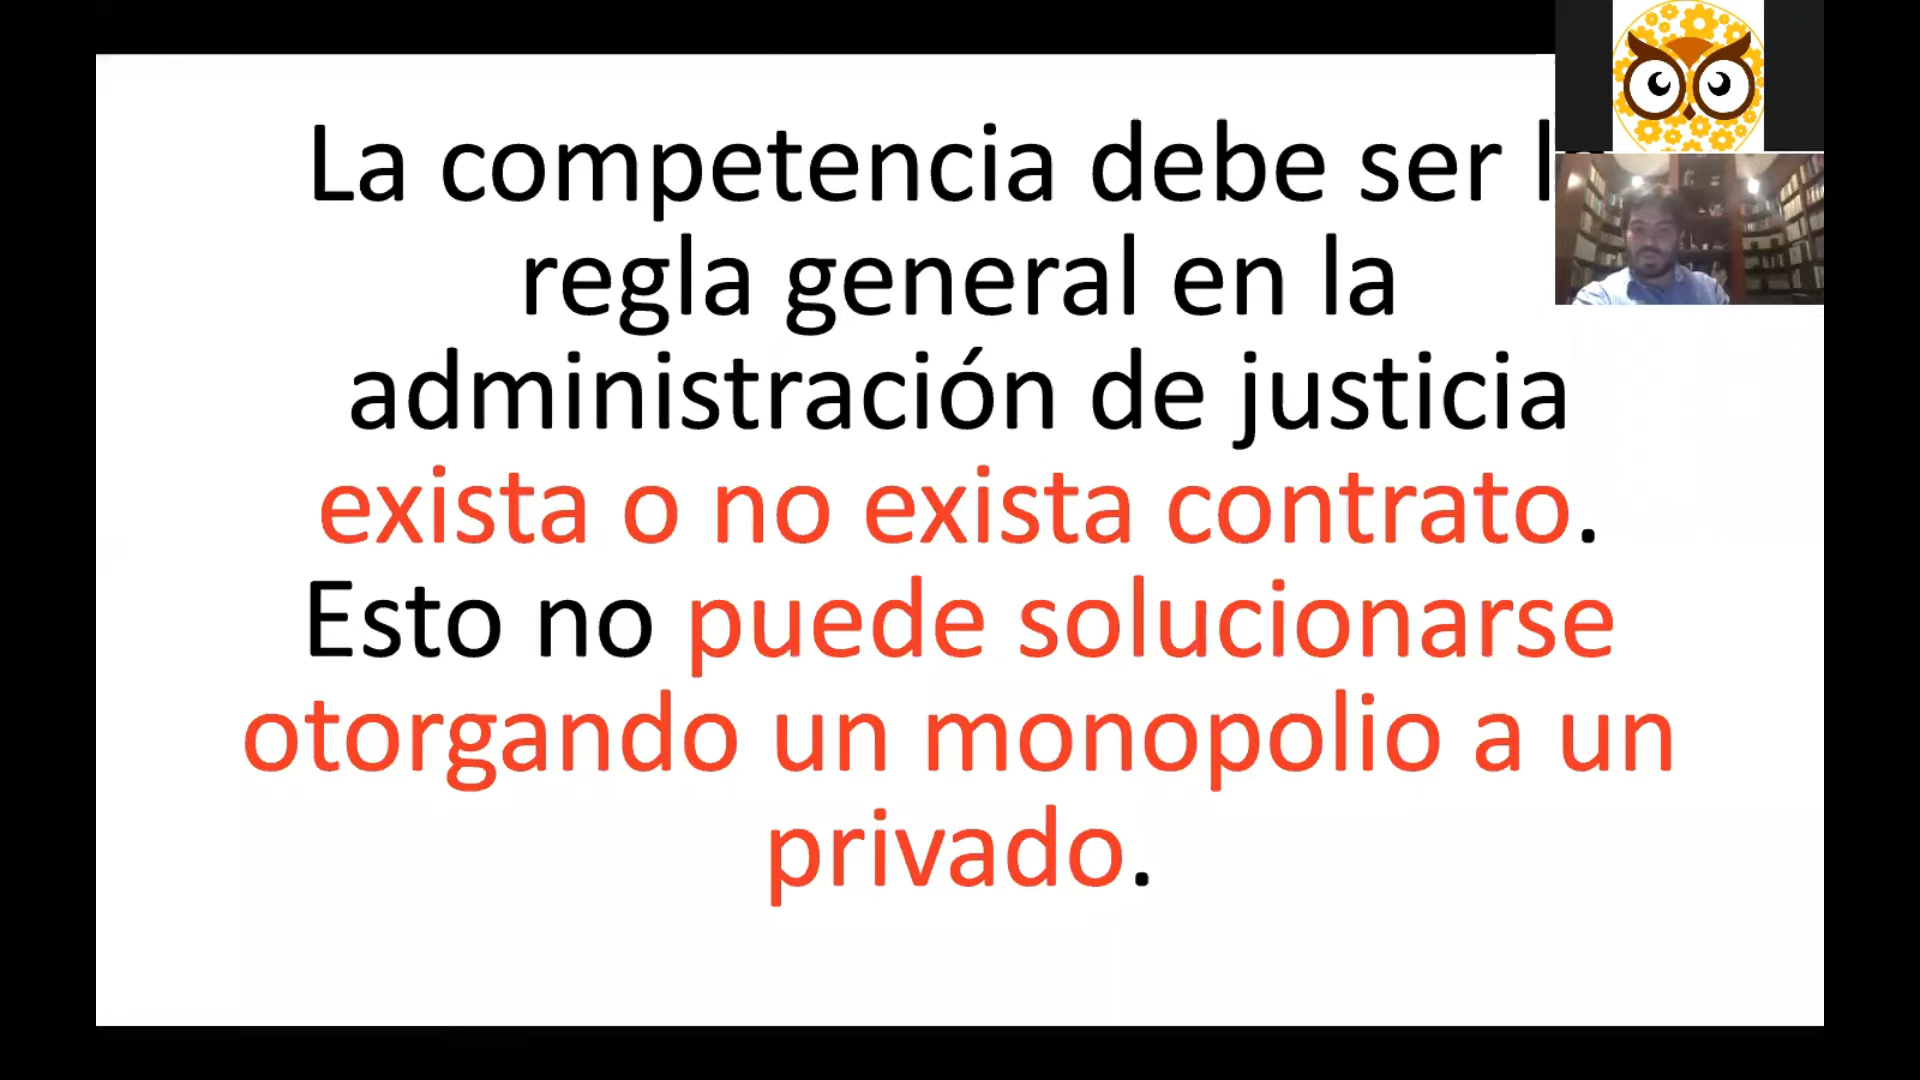 La competencia debe ser
regla general en la
administración de justicia
exista o no exista contrato.
Esto no puede solucionarse
otorgando un monopolio a un
privado.